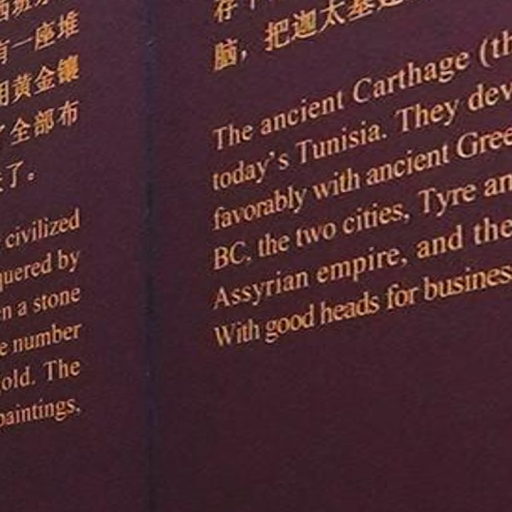 有一座堆
用黄金镶
了全部布
了。
civilized
quered by
n a stone
e number
old. The
paintings,
脑，把迦太基
The ancient Carthage (th
today's Tunisia. They dev
favorably with ancient Gree
BC, the two cities, Tyre an
Assyrian empire, and the
With good heads for business